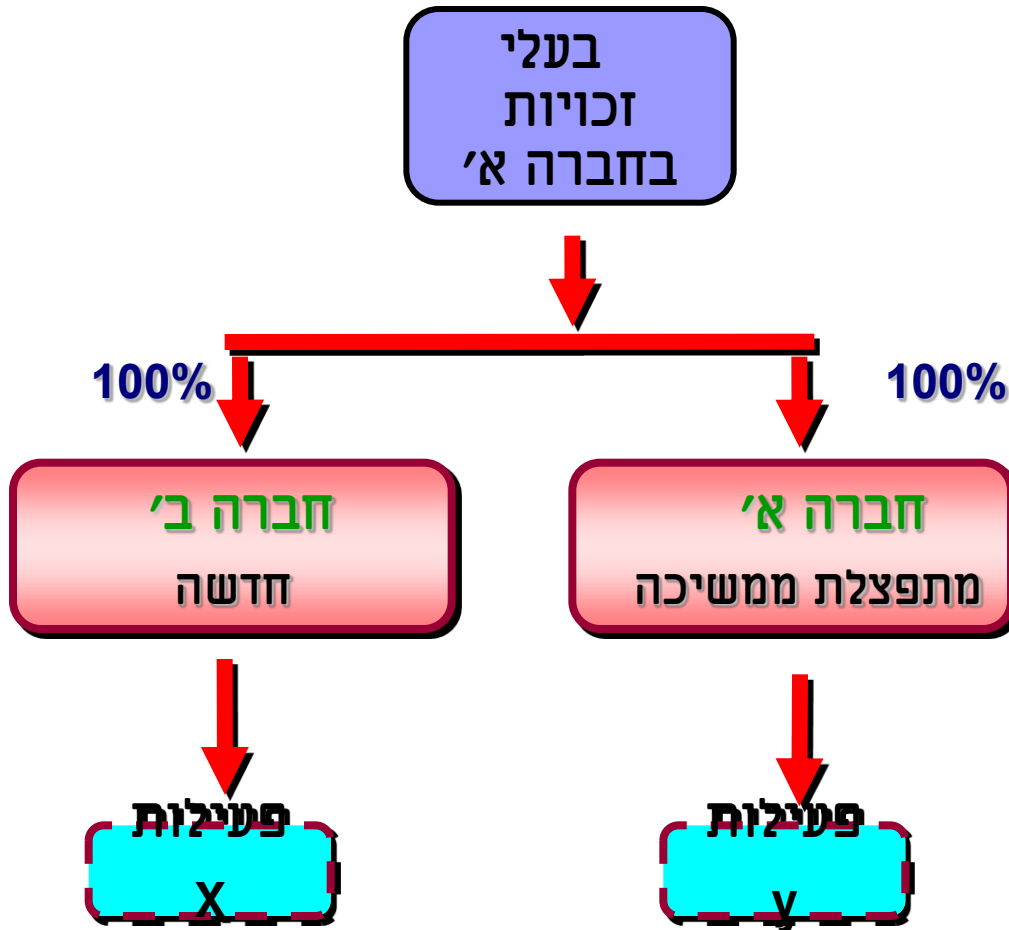 בעלי
זכויות
בחברה א׳
100%
100%
חברה א׳
מתפצלת ממשיכה
חברה ב׳
חדשה
פעילות
y
פעילות
X